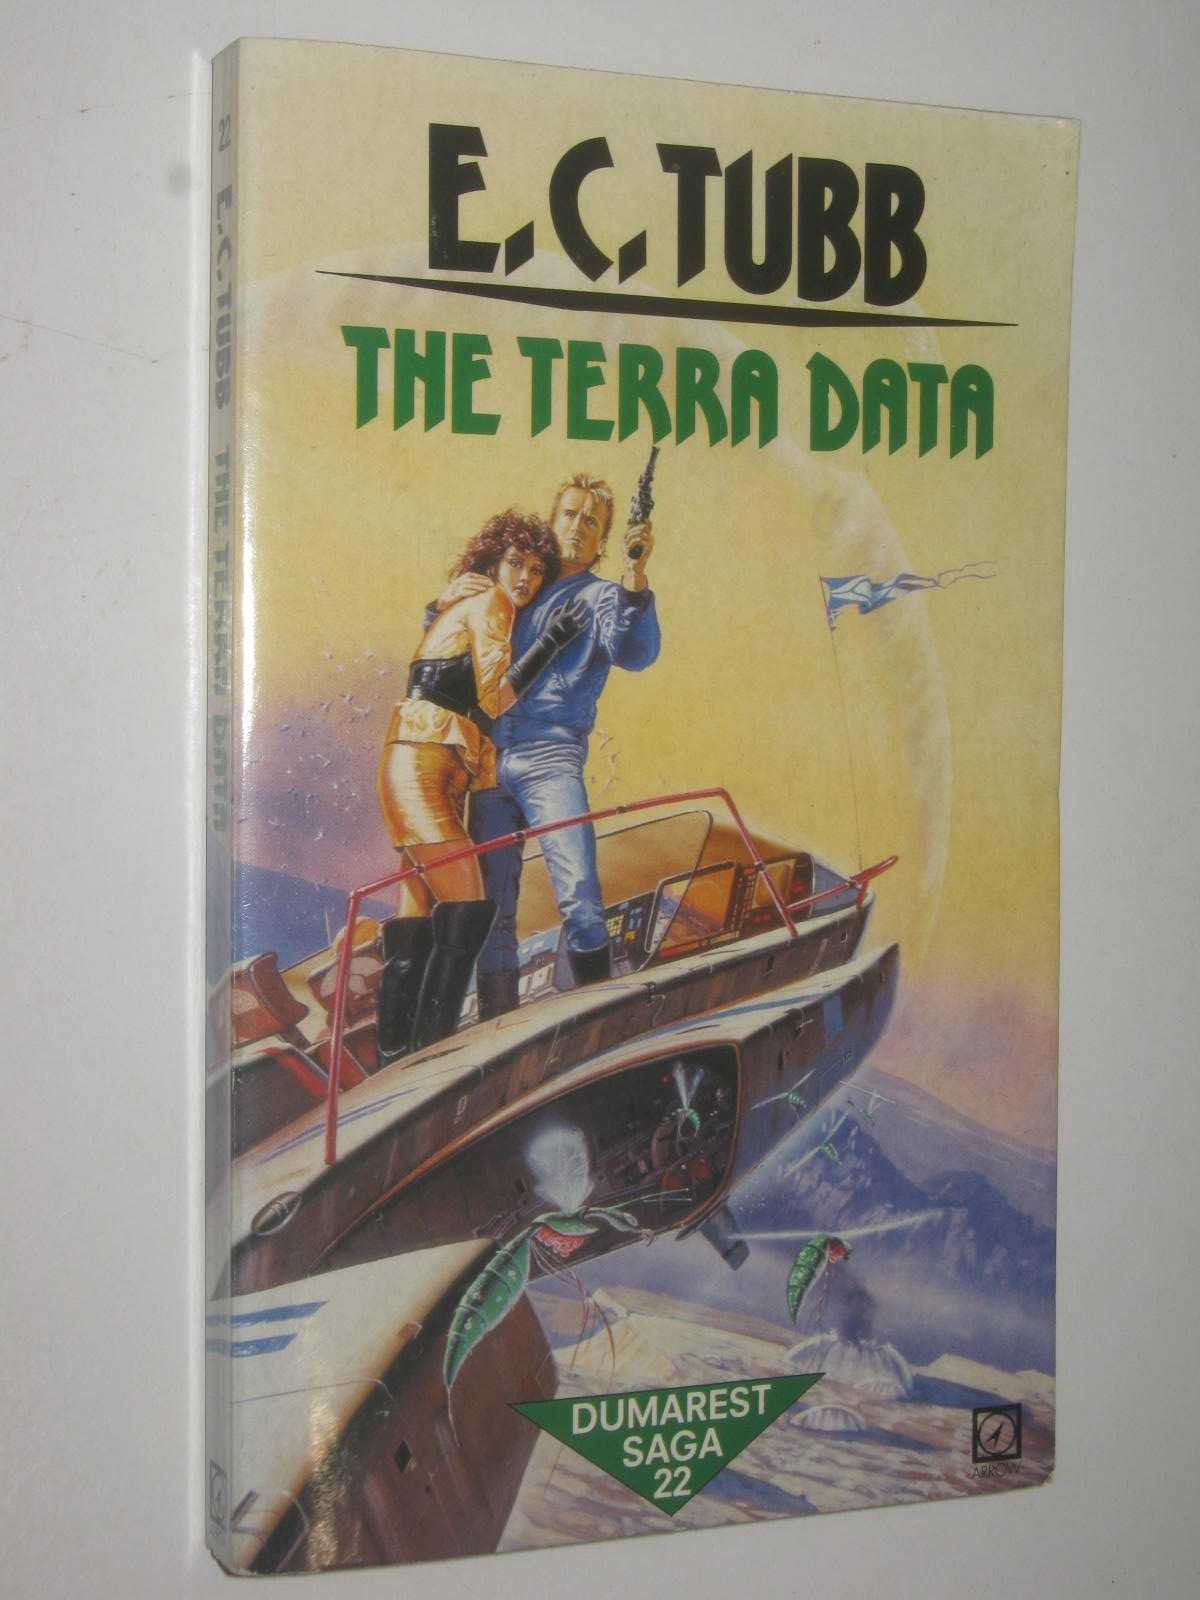 E.C.TUBB
THE TERRA DATA
DUMAREST
SAGA
22
ARROW
22 E.C.TUBB THE TERRA DATA